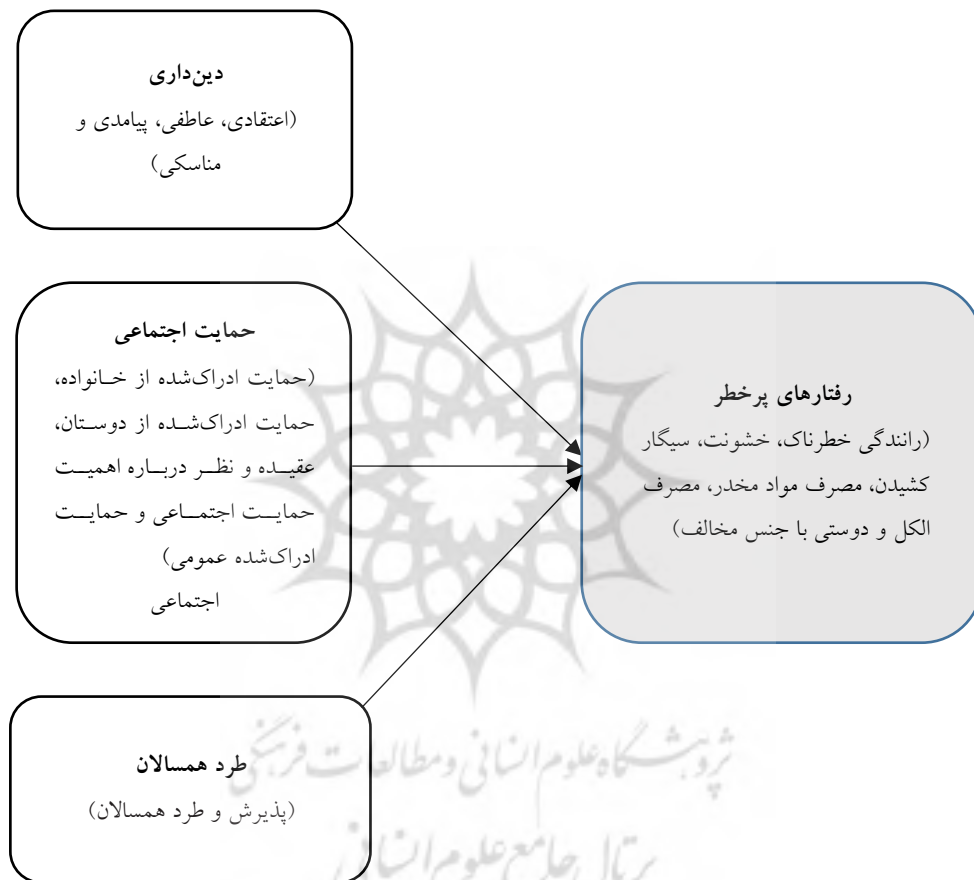 دین‌داری
(اعتقادی، عاطفی، پیامدی و
مناسکی)
حمایت اجتماعی
(حمایت ادراک‌شده از خانواده،
حمایت ادراک‌شده از دوستان،
عقیده و نظر درباره اهمیت
حمایت اجتماعی و حمایت
ادراک‌شده عمومی)
اجتماعی
رفتارهای پرخطر
(رانندگی خطرناک، خشونت، سیگار
کشیدن، مصرف مواد مخدر، مصرف
الکل و دوستی با جنس مخالف)
طرد همسالان
(پذیرش و طرد همسالان)
پژوهشگاه علوم انسانی و مطالعات فرهنگی
پرتال جامع علوم انسانی